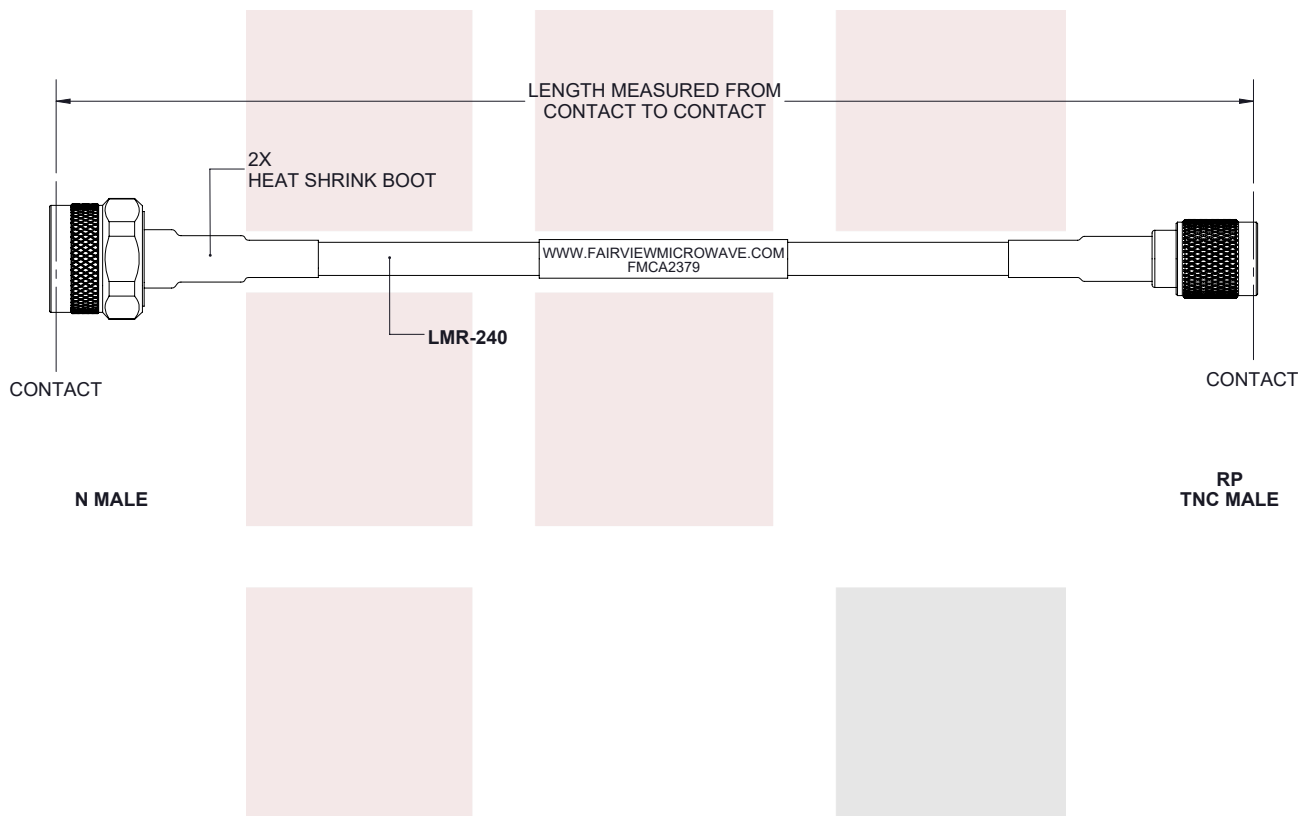 LENGTH MEASURED FROM
CONTACT TO CONTACT
2X
HEAT SHRINK BOOT
WWW.FAIRVIEWMICROWAVE.COM
FMCA2379
LMR-240
CONTACT
CONTACT
N MALE
RP
TNC MALE